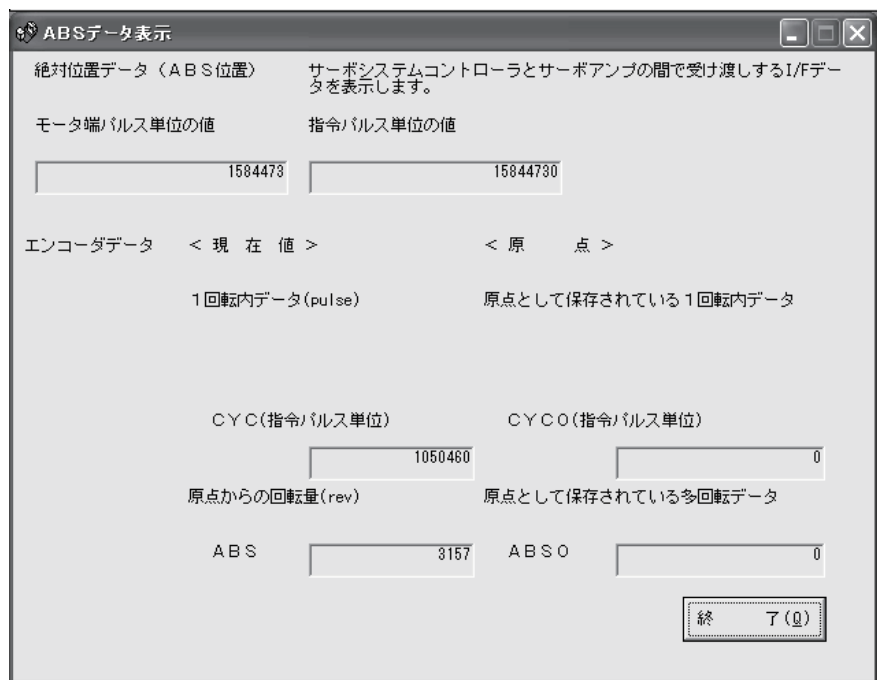 ABSデータ表示
絶対位置データ（ＡＢＳ位置）
サーボシステムコントローラとサーボアンプの間で受け渡しするI/Fデー
タを表示します。
モータ端パルス単位の値
指令パルス単位の値
1584473
15844730
エンコーダデータ
＜現 在 値＞
＜原 点＞
１回転内データ(pulse)
原点として保存されている１回転内データ
ＣＹＣ(指令パルス単位)
ＣＹＣ０(指令パルス単位)
1050460
0
原点からの回転量(rev)
原点として保存されている多回転データ
ＡＢＳ
3157
ＡＢＳ０
0
終 了(Q)